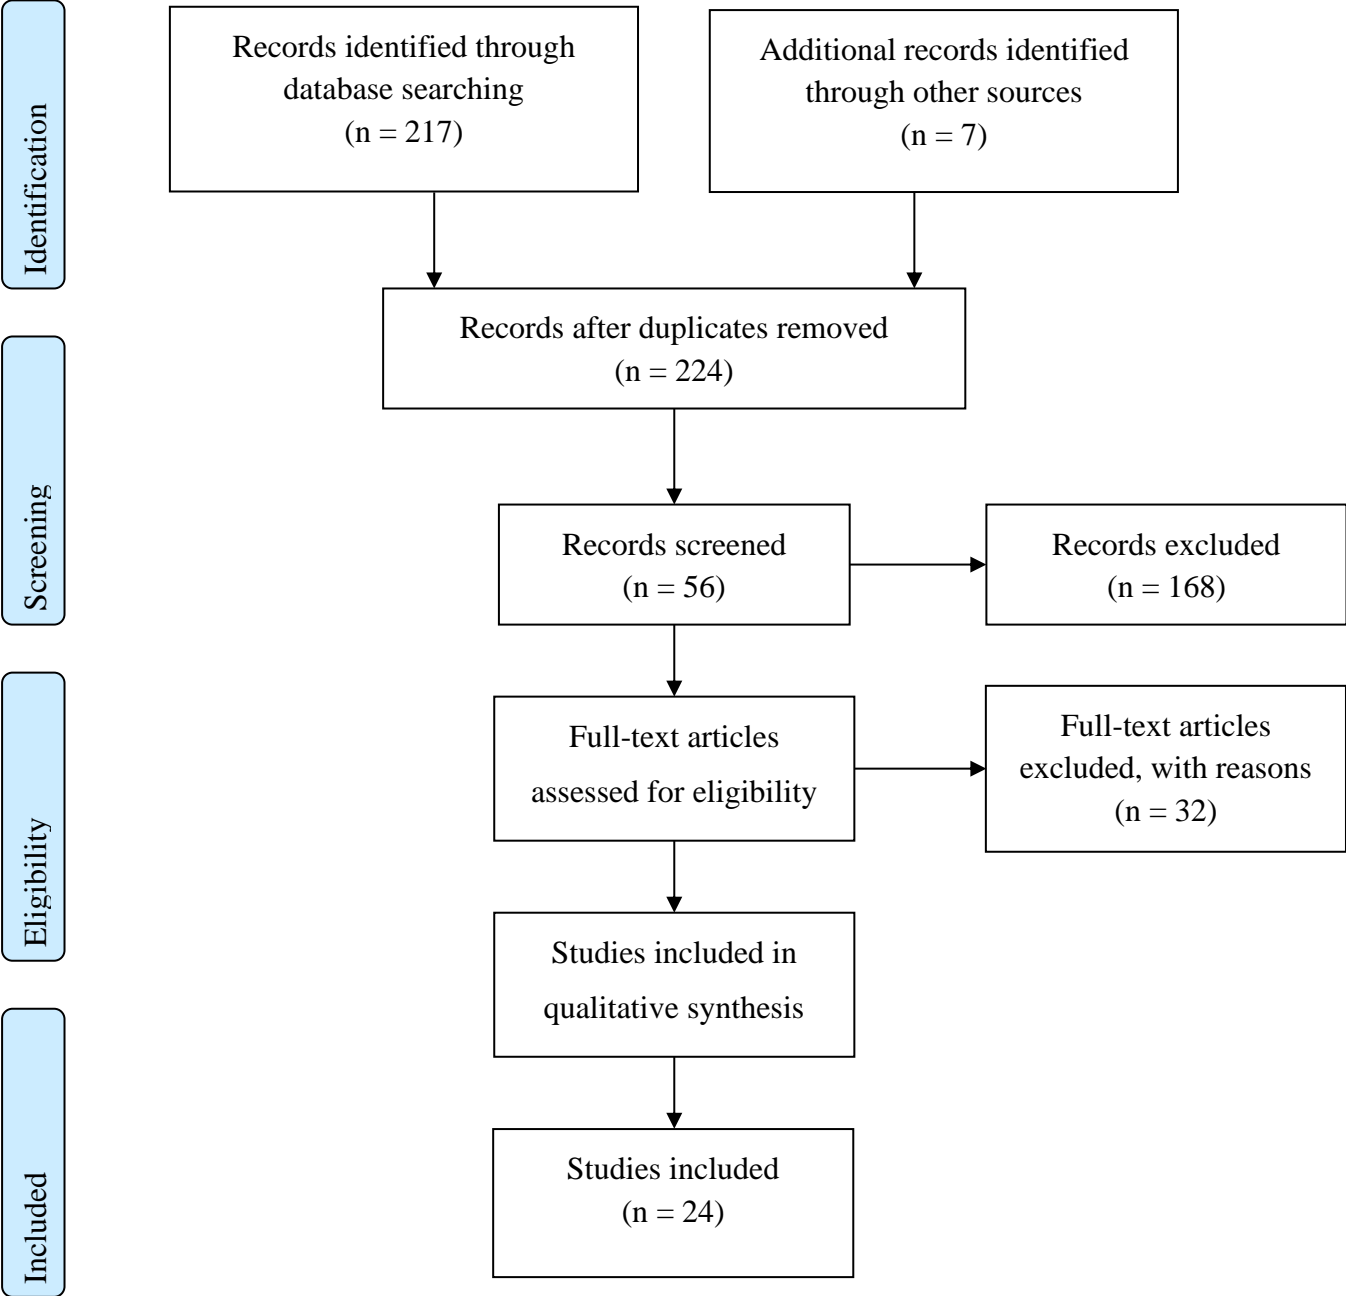 Identification
Records identified through
database searching
(n = 217)
Additional records identified
through other sources
(n = 7)
Records after duplicates removed
(n = 224)
Screening
Records screened
(n = 56)
Records excluded
(n = 168)
Eligibility
Full-text articles
assessed for eligibility
Full-text articles
excluded, with reasons
(n = 32)
Studies included in
qualitative synthesis
Included
Studies included
(n = 24)